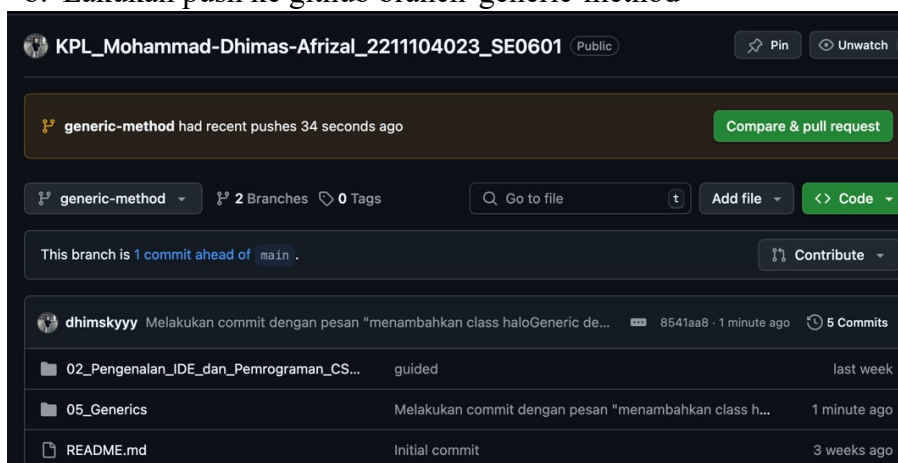 KPL_Mohammad-Dhimas-Afrizal_2211104023_SE0601 Public Pin Unwatch
generic-method had recent pushes 34 seconds ago Compare & pull request
generic-method 2 Branches 0 Tags Go to file t Add file Code
This branch is 1 commit ahead of main . Contribute
dhimskyyy Melakukan commit dengan pesan "menambahkan class haloGeneric de... 8541aa8 · 1 minute ago 5 Commits
02_Pengenalan_IDE_dan_Pemrograman_CS... guided last week
05_Generics Melakukan commit dengan pesan "menambahkan class h... 1 minute ago
README.md Initial commit 3 weeks ago